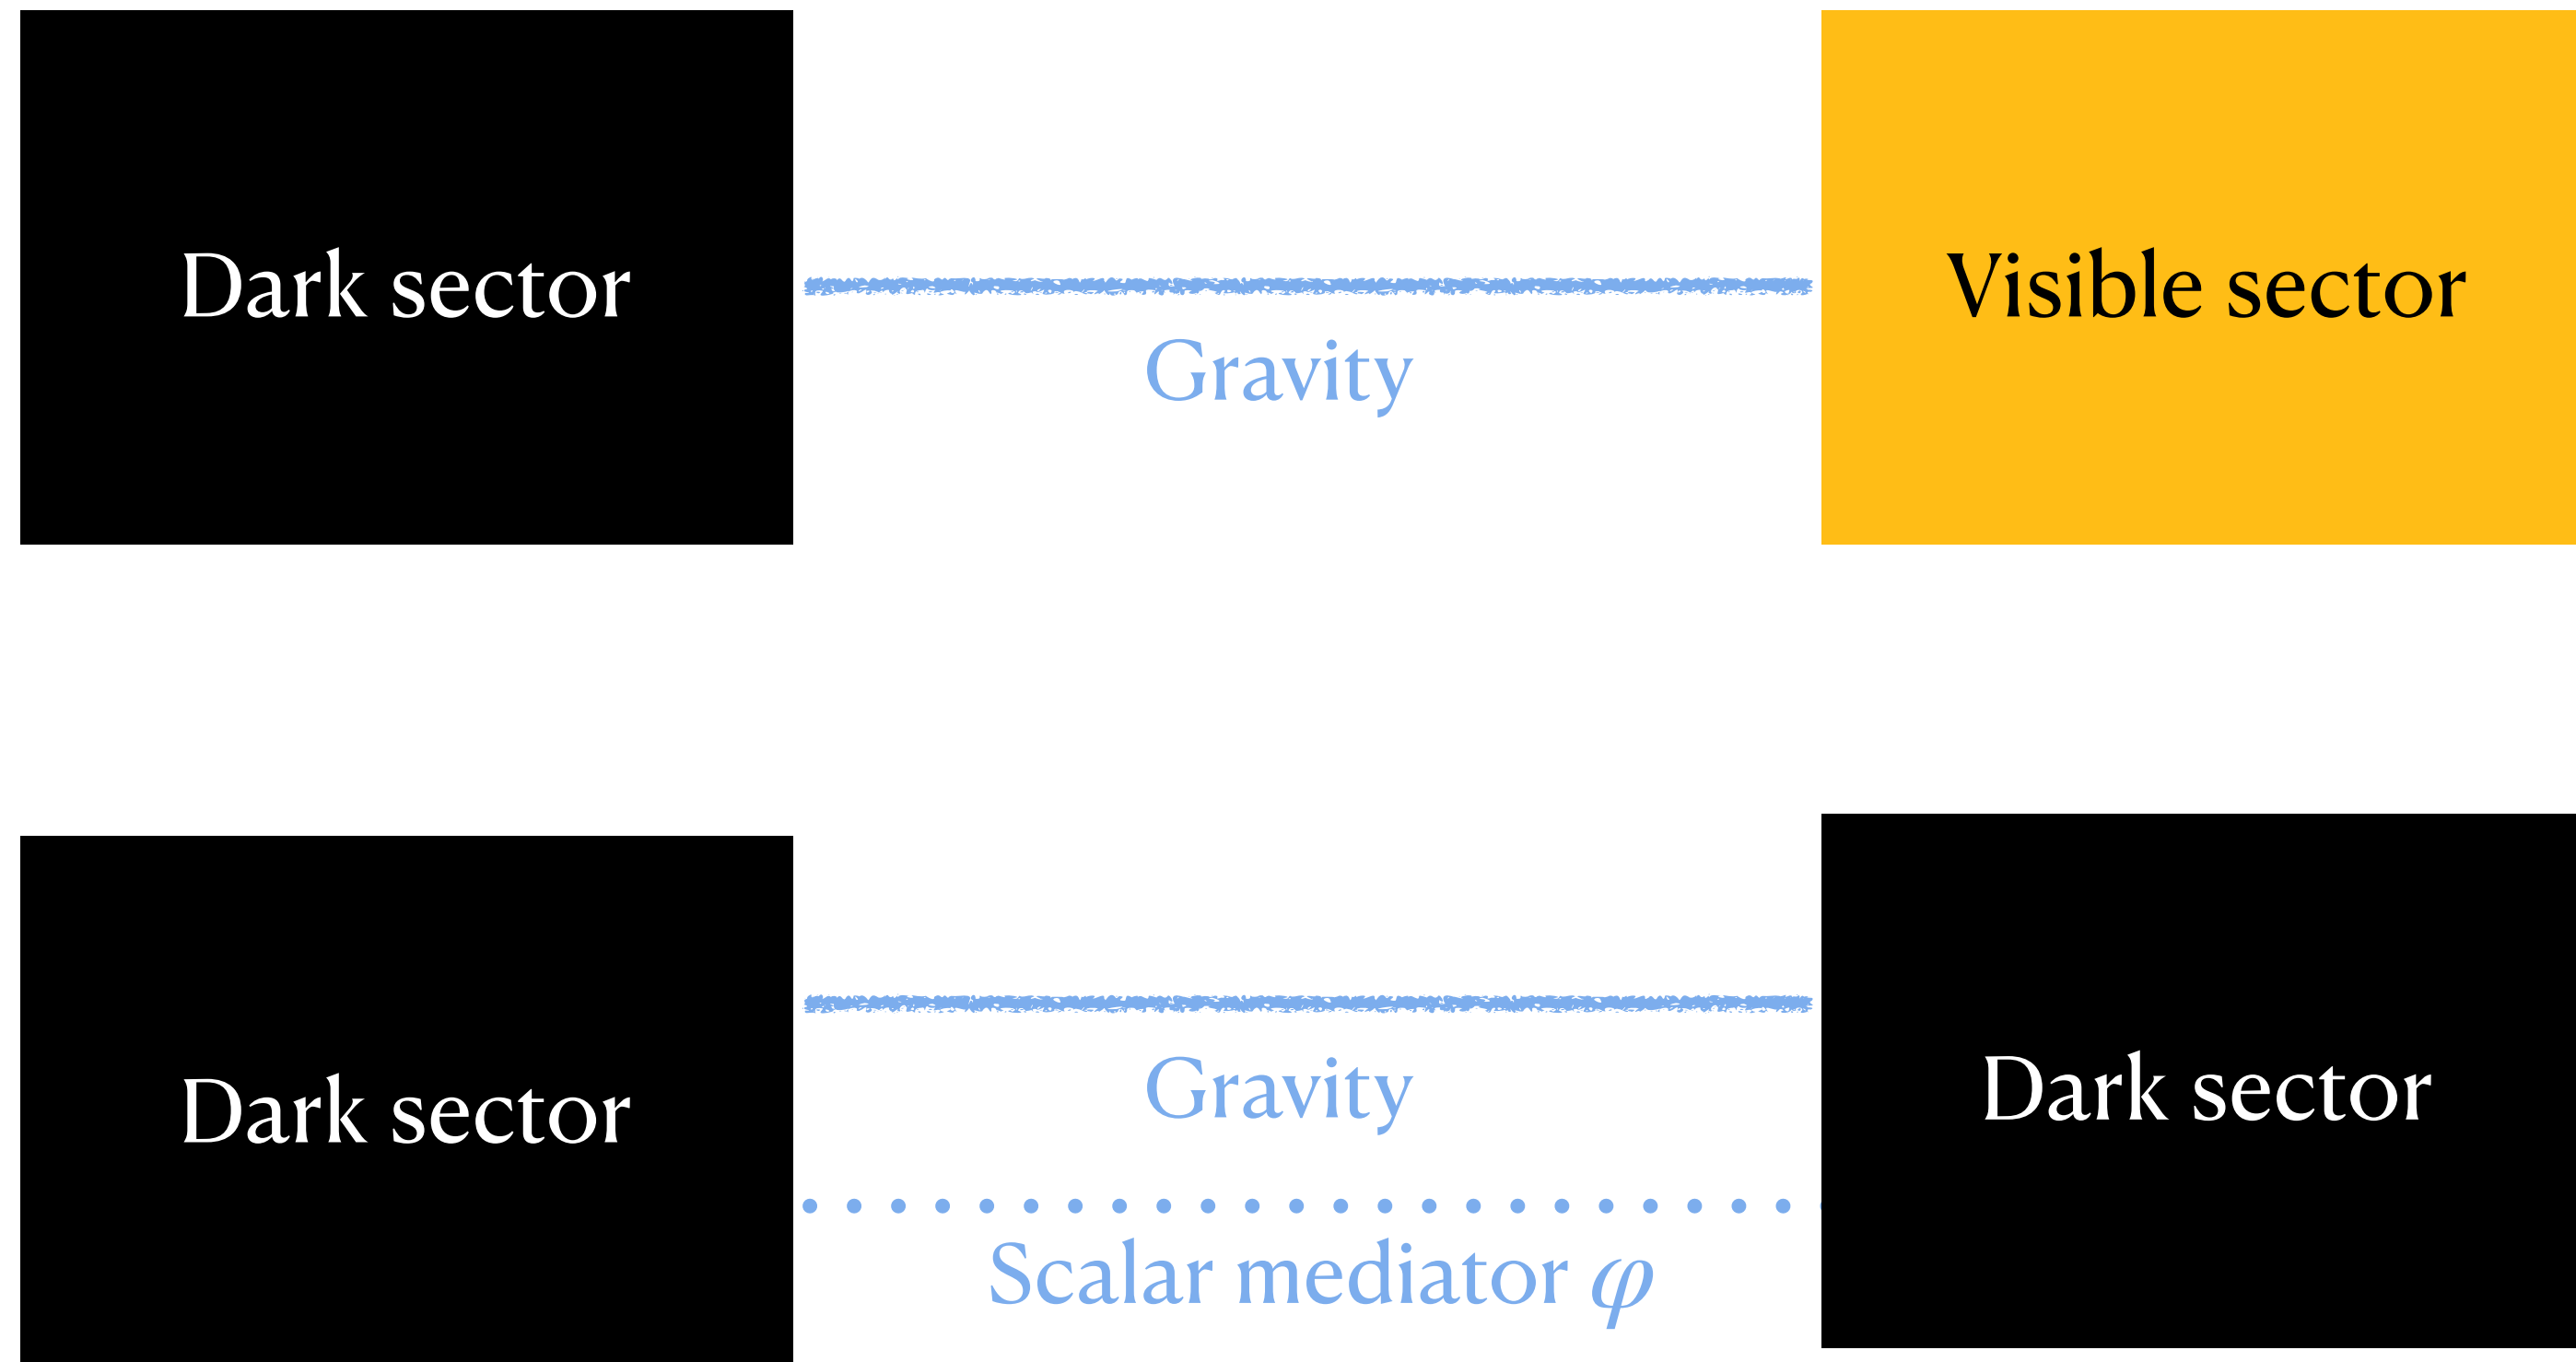 Dark sector
Gravity
Visible sector
Dark sector
Gravity
Scalar mediator φ
Dark sector